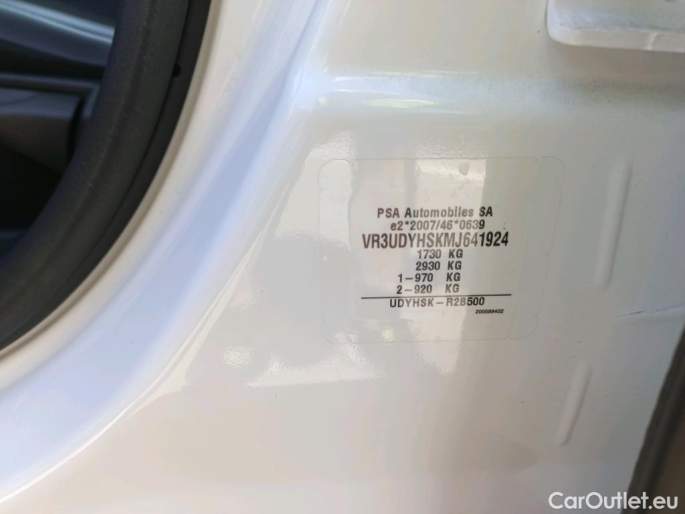 PSA Automobiles SA
e2*2007/46*0639
VR3UDYHSKMJ641924
1730 KG
2930 KG
1-970 KG
2-920 KG
UDYHSK-R28500
CarOutlet.eu